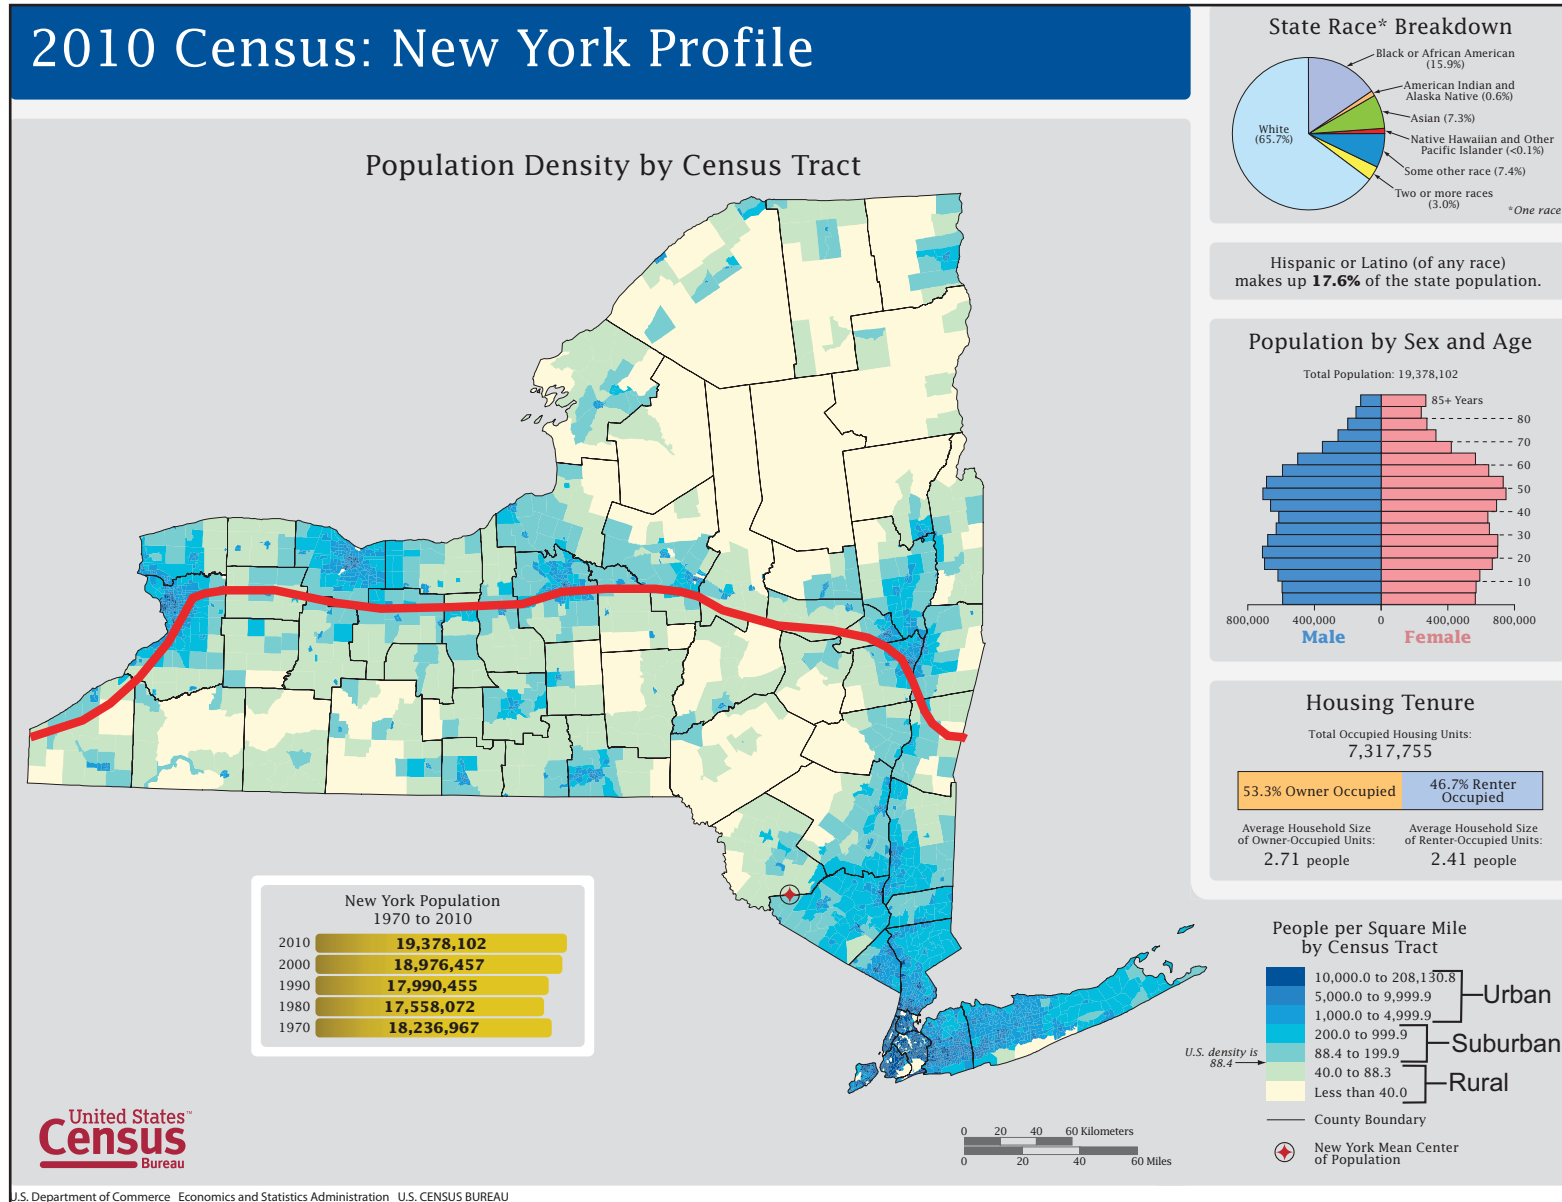 2010 Census: New York Profile
Population Density by Census Tract
State Race* Breakdown
Black or African American
(15.9%)
American Indian and
Alaska Native (0.6%)
Asian (7.3%)
Native Hawaiian and Other
Pacific Islander (<0.1%)
Some other race (7.4%)
Two or more races
(3.0%)
White
(65.7%)
*One race
Hispanic or Latino (of any race)
makes up 17.6% of the state population.
Population by Sex and Age
Total Population: 19,378,102
85+ Years
80
70
60
50
40
30
20
10
800,000 400,000 0 400,000 800,000
Male Female
Housing Tenure
Total Occupied Housing Units:
7,317,755
53.3% Owner Occupied
46.7% Renter
Occupied
Average Household Size
of Owner-Occupied Units:
2.71 people
Average Household Size
of Renter-Occupied Units:
2.41 people
New York Population
1970 to 2010
2010 19,378,102
2000 18,976,457
1990 17,990,455
1980 17,558,072
1970 18,236,967
People per Square Mile
by Census Tract
10,000.0 to 208,130.8
5,000.0 to 9,999.9
1,000.0 to 4,999.9
200.0 to 999.9
88.4 to 199.9
40.0 to 88.3
Less than 40.0
Urban
Suburban
Rural
U.S. density is
88.4
County Boundary
New York Mean Center
of Population
0 20 40 60 Kilometers
0 20 40 60 Miles
United States™
Census
Bureau
U.S. Department of Commerce Economics and Statistics Administration U.S. CENSUS BUREAU